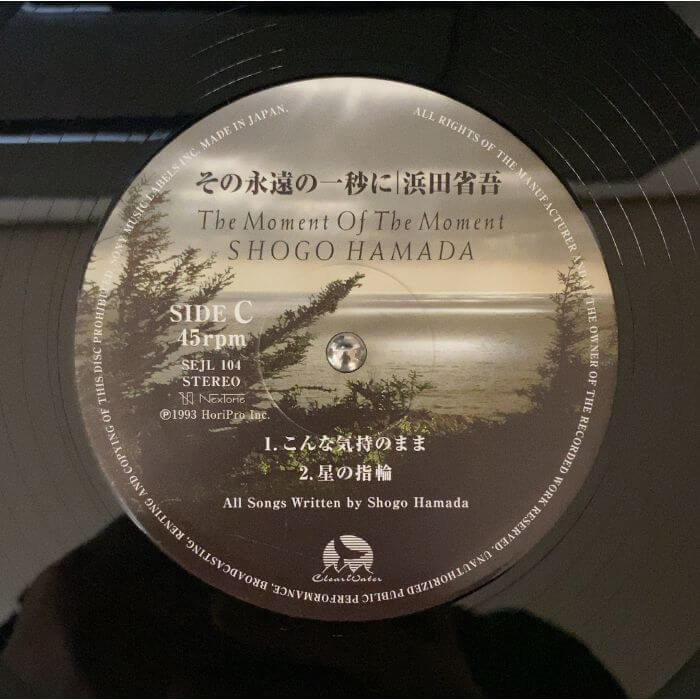 その永遠の一秒に|浜田省吾
The Moment Of The Moment
SHOGO HAMADA
SIDE C
45rpm
SEJL 104
STEREO
NexTone
Ⓟ1993 HoriPro Inc.
1. こんな気持のまま
2. 星の指輪
All Songs Written by Shogo Hamada
ClearWater
ALL RIGHTS OF THE MANUFACTURER AND OF THE OWNER OF THE RECORDED WORK RESERVED. UNAUTHORIZED PUBLIC PERFORMANCE, BROADCASTING, RENTING AND COPYING OF THIS DISC PROHIBITED. SONY MUSIC LABELS INC. MADE IN JAPAN.